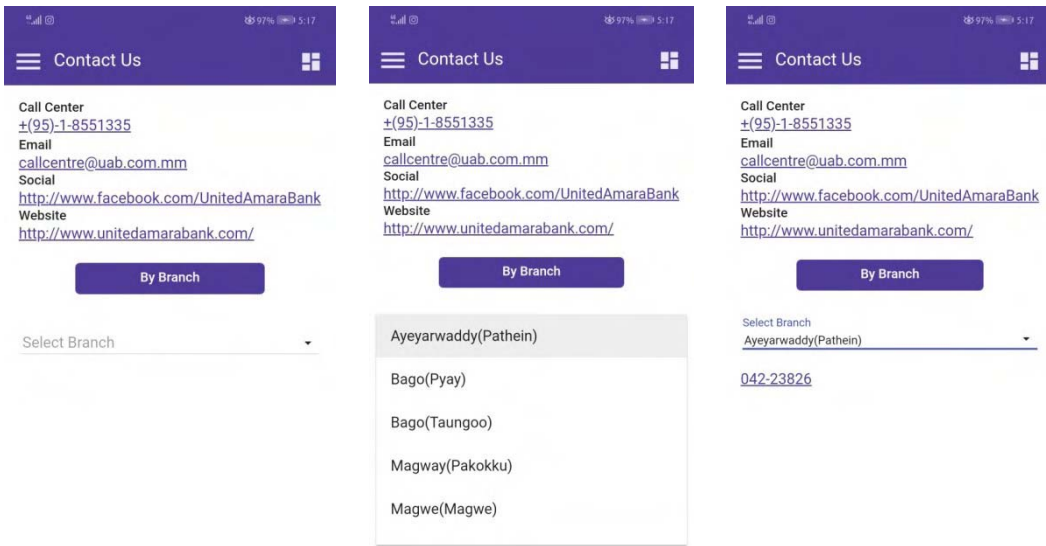 97% 5:17
Contact Us
Call Center
+(95)-1-8551335
Email
callcentre@uab.com.mm
Social
http://www.facebook.com/UnitedAmaraBank
Website
http://www.unitedamarabank.com/
By Branch
Select Branch
97% 5:17
Contact Us
Call Center
+(95)-1-8551335
Email
callcentre@uab.com.mm
Social
http://www.facebook.com/UnitedAmaraBank
Website
http://www.unitedamarabank.com/
By Branch
Ayeyarwaddy(Pathein)
Bago(Pyay)
Bago(Taungoo)
Magway(Pakokku)
Magwe(Magwe)
97% 5:17
Contact Us
Call Center
+(95)-1-8551335
Email
callcentre@uab.com.mm
Social
http://www.facebook.com/UnitedAmaraBank
Website
http://www.unitedamarabank.com/
By Branch
Select Branch
Ayeyarwaddy(Pathein)
042-23826